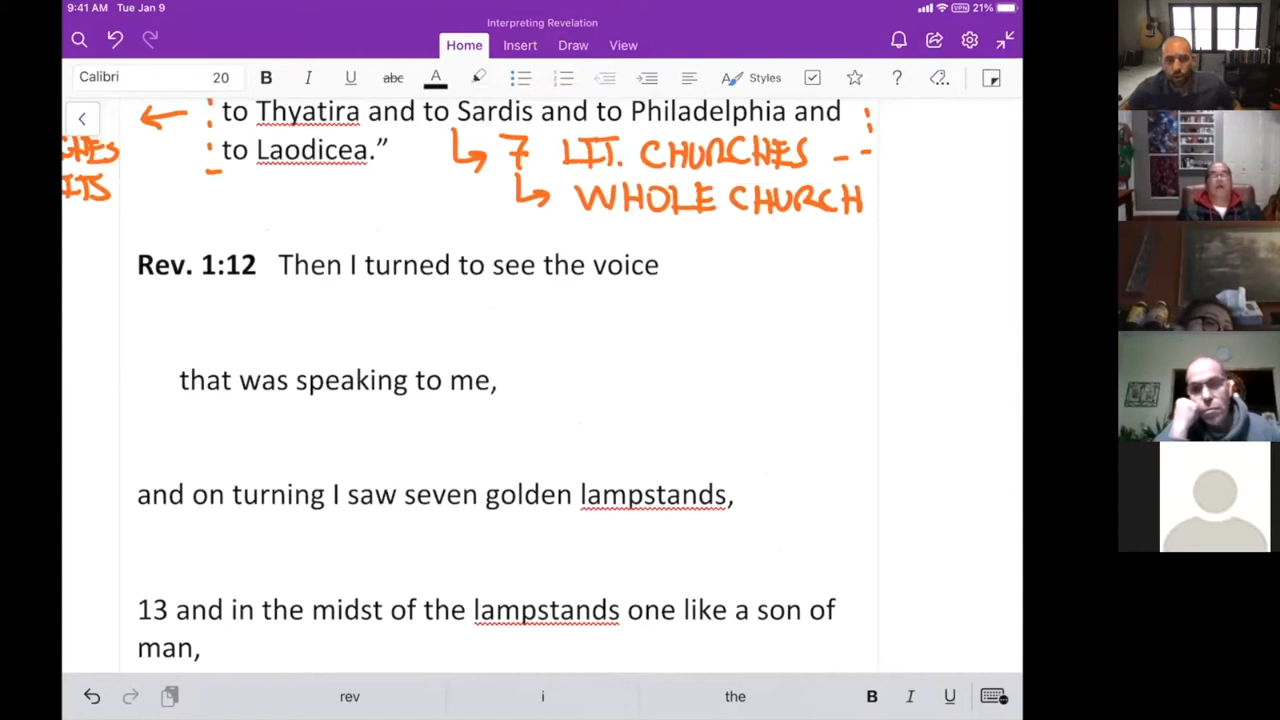 9:41 AM Tue Jan 9
VPN 21%
Interpreting Revelation
Home Insert Draw View
Calibri 20 B I U abc A Styles ?
to Thyatira and to Sardis and to Philadelphia and
to Laodicea.”
7 LIT. CHURCHES
WHOLE CHURCH
Rev. 1:12 Then I turned to see the voice
that was speaking to me,
and on turning I saw seven golden lampstands,
13 and in the midst of the lampstands one like a son of
man,
rev i the B I U